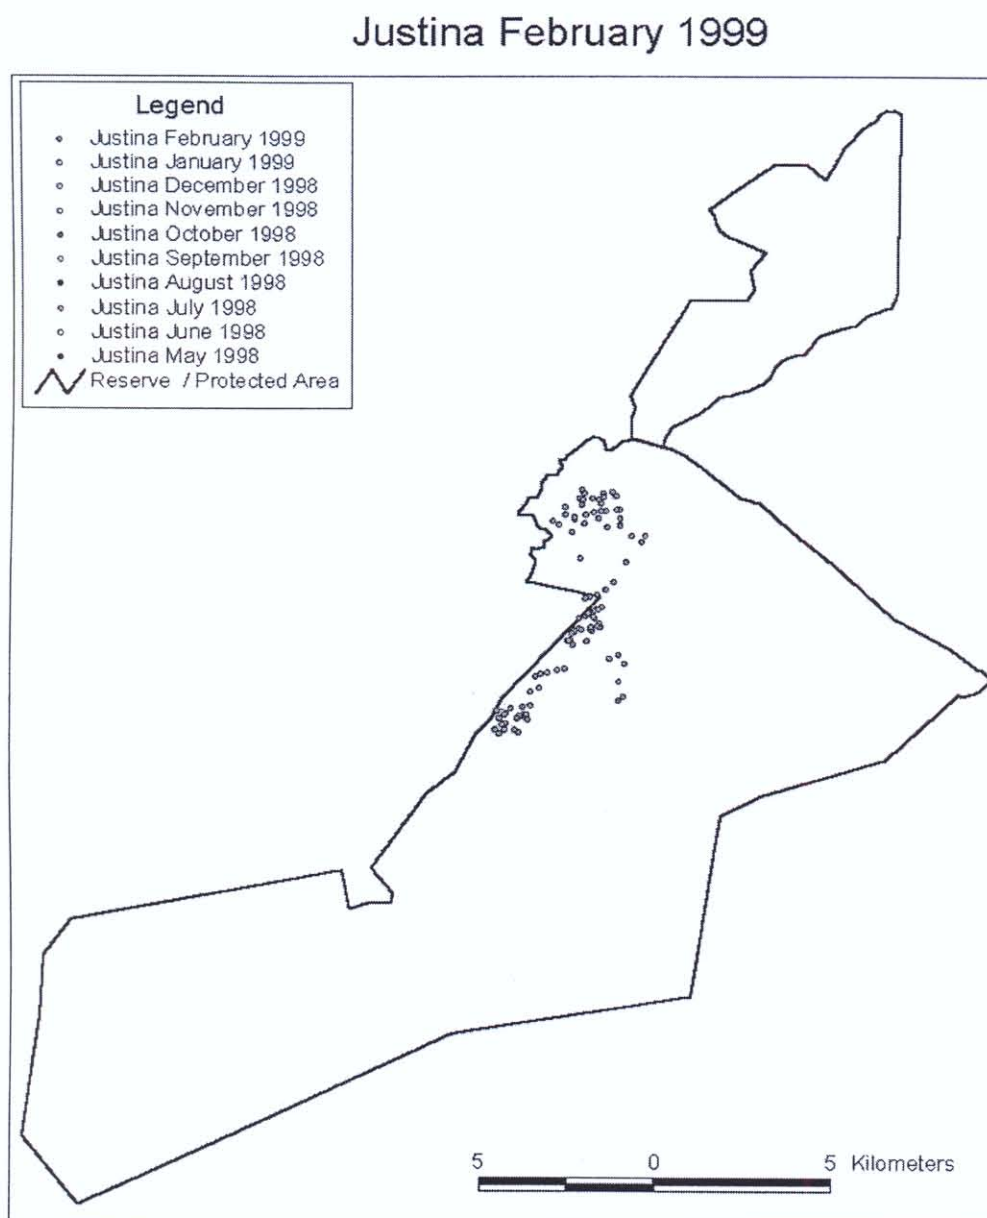 Justina February 1999
Legend
Justina February 1999
Justina January 1999
Justina December 1998
Justina November 1998
Justina October 1998
Justina September 1998
Justina August 1998
Justina July 1998
Justina June 1998
Justina May 1998
Reserve / Protected Area
5 0 5 Kilometers